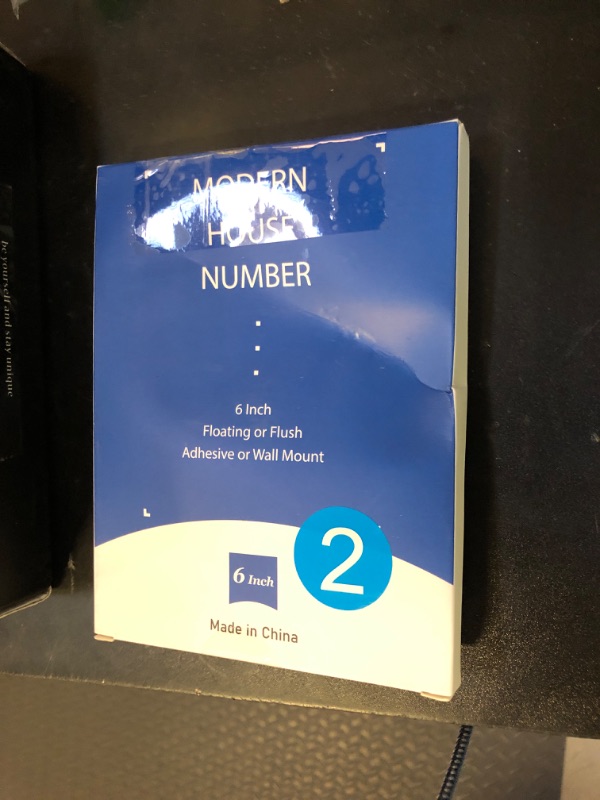 MODERN
HOUSE
NUMBER
6 Inch
Floating or Flush
Adhesive or Wall Mount
2
6 Inch
Made in China
be yourself and stay unique